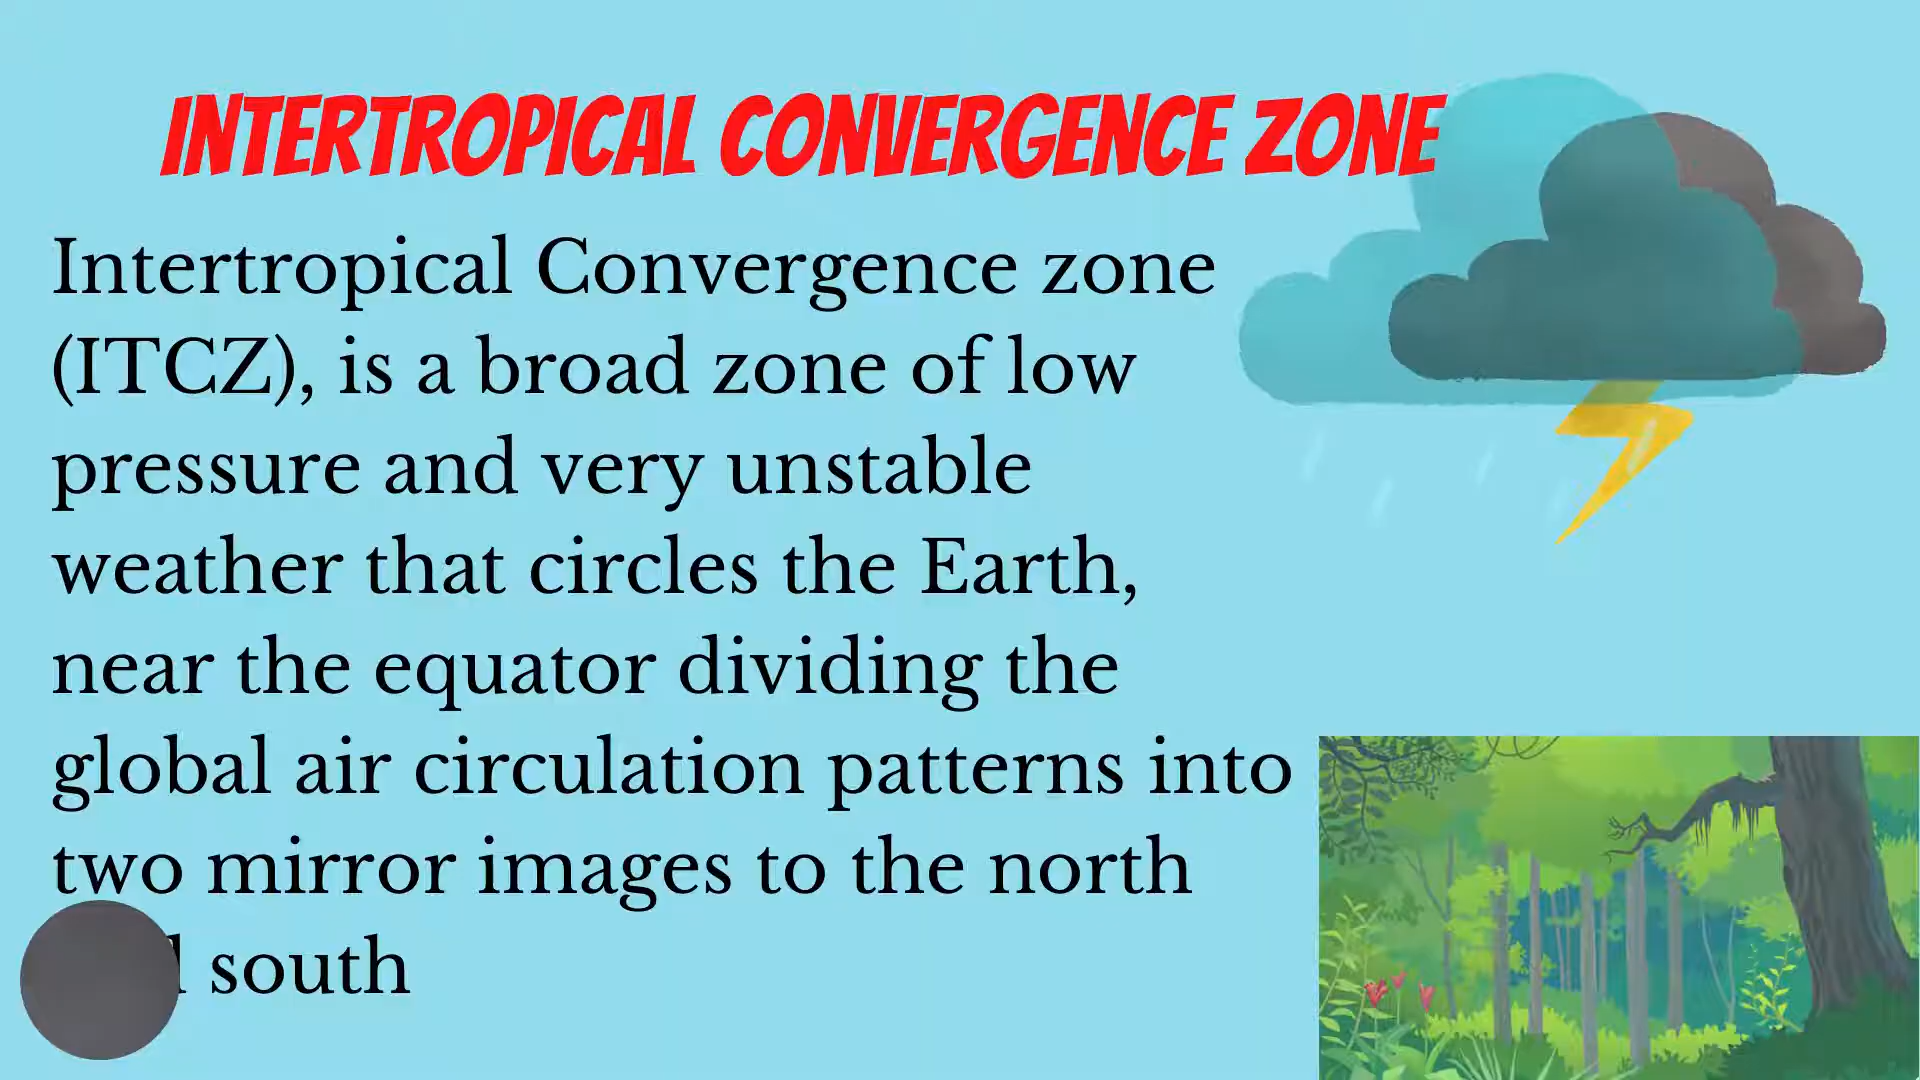 INTERTROPICAL CONVERGENCE ZONE
Intertropical Convergence zone
(ITCZ), is a broad zone of low
pressure and very unstable
weather that circles the Earth,
near the equator dividing the
global air circulation patterns into
two mirror images to the north
south